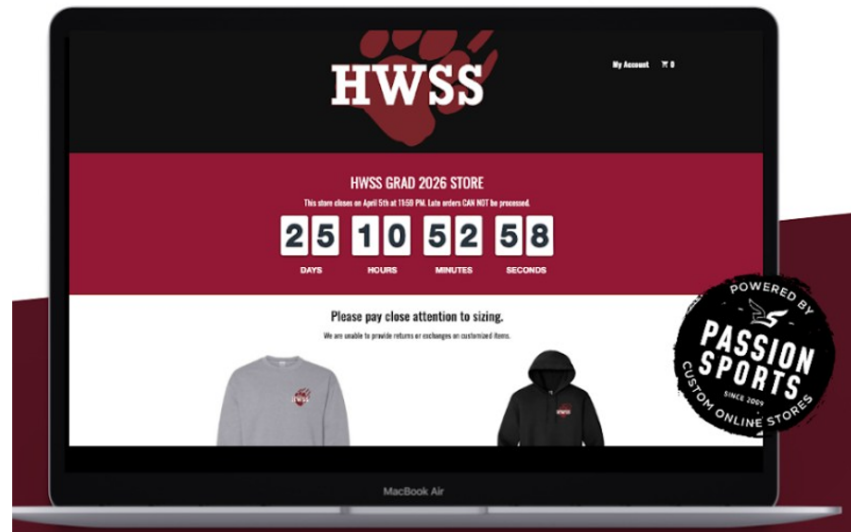 HWSS
My Account 0
HWSS GRAD 2026 STORE
This store closes on April 5th at 11:59 PM. Late orders CAN NOT be processed.
25 10 52 58
DAYS HOURS MINUTES SECONDS
Please pay close attention to sizing.
We are unable to provide returns or exchanges on customized items.
HWSS
HWSS
POWERED BY
PASSION
SPORTS
SINCE 2009
CUSTOM ONLINE STORES
MacBook Air